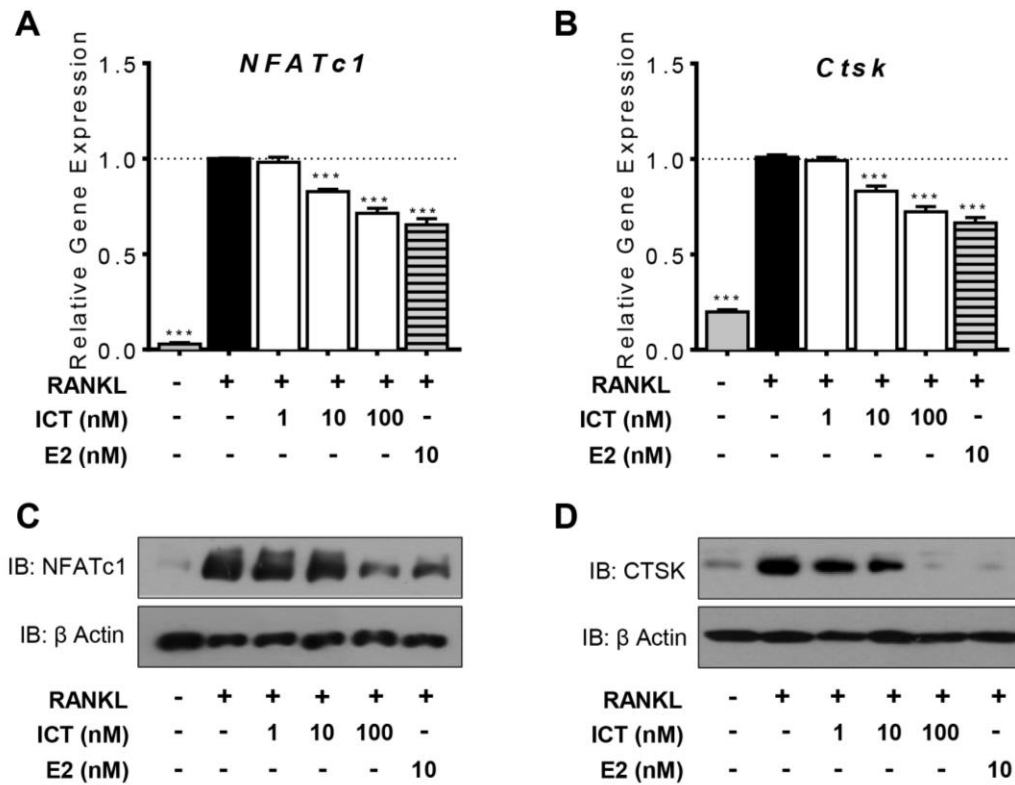 A
NFATc1
Relative Gene Expression
1.5
1.0
0.5
0.0
***
***
***
***
RANKL - + + + + +
ICT (nM) - - 1 10 100 -
E2 (nM) - - - - - 10
B
Ctsk
Relative Gene Expression
1.5
1.0
0.5
0.0
***
***
***
***
RANKL - + + + + +
ICT (nM) - - 1 10 100 -
E2 (nM) - - - - - 10
C
IB: NFATc1
IB: β Actin
RANKL - + + + + +
ICT (nM) - - 1 10 100 -
E2 (nM) - - - - - 10
D
IB: CTSK
IB: β Actin
RANKL - + + + + +
ICT (nM) - - 1 10 100 -
E2 (nM) - - - - - 10